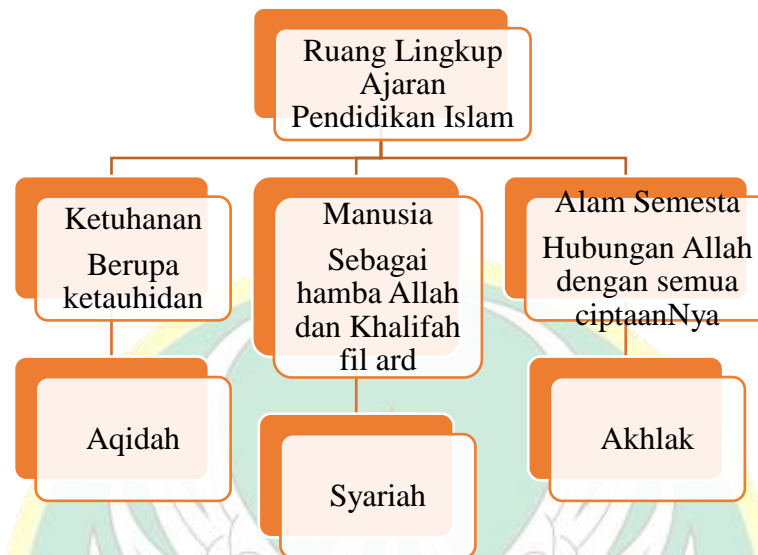 Ruang Lingkup
Ajaran
Pendidikan Islam
Ketuhanan
Berupa
ketauhidan
Manusia
Sebagai
hamba Allah
dan Khalifah
fil ard
Alam Semesta
Hubungan Allah
dengan semua
ciptaanNya
Aqidah
Syariah
Akhlak